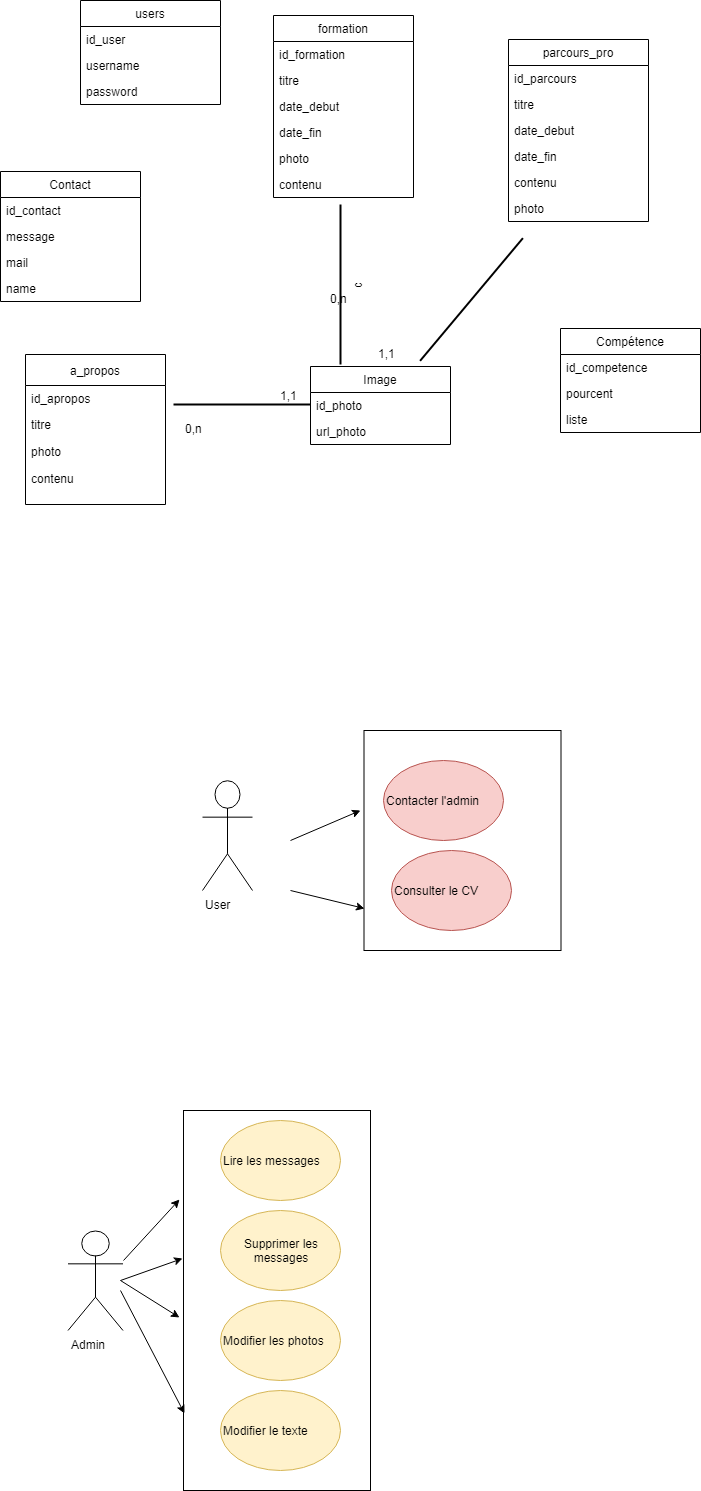 users
id_user
username
password
formation
id_formation
titre
date_debut
date_fin
photo
contenu
parcours_pro
id_parcours
titre
date_debut
date_fin
contenu
photo
Contact
id_contact
message
mail
name
c
0,n
1,1
Compétence
id_competence
pourcent
liste
a_propos
id_apropos
titre
photo
contenu
1,1
0,n
Image
id_photo
url_photo
Contacter l'admin
Consulter le CV
User
Lire les messages
Supprimer les
messages
Modifier les photos
Modifier le texte
Admin